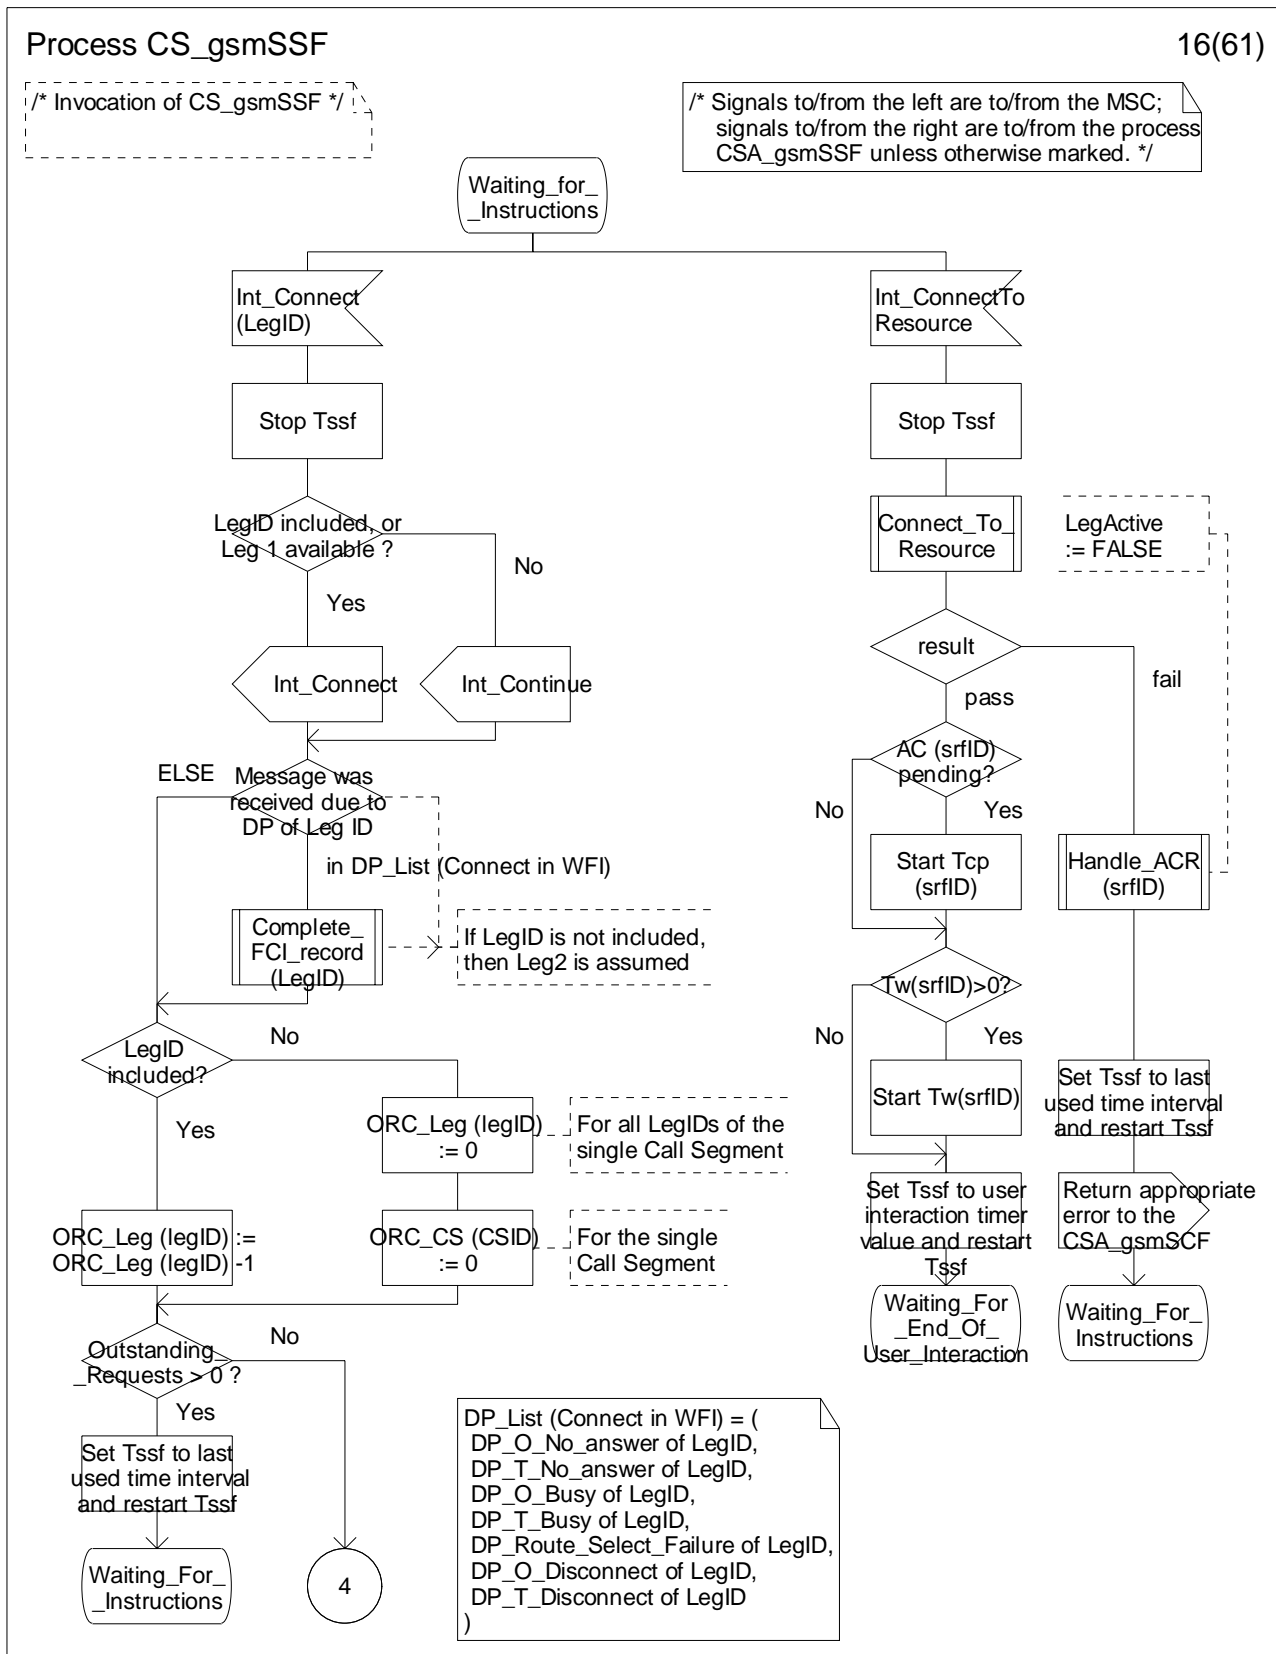 Process CS_gsmSSF
16(61)
/* Invocation of CS_gsmSSF */
/* Signals to/from the left are to/from the MSC;
signals to/from the right are to/from the process
CSA_gsmSSF unless otherwise marked. */
Waiting_for_
_Instructions
Int_Connect
(LegID)
Int_ConnectTo
Resource
Stop Tssf
Stop Tssf
LegID included, or
Leg 1 available ?
No
Yes
Connect_To_
Resource
LegActive
:= FALSE
Int_Connect
Int_Continue
result
fail
pass
ELSE
Message was
received due to
DP of Leg ID
in DP_List (Connect in WFI)
AC (srfID)
pending?
No
Yes
Complete_
FCI_record
(LegID)
If LegID is not included,
then Leg2 is assumed
Start Tcp
(srfID)
Handle_ACR
(srfID)
Tw(srfID)>0?
No
Yes
LegID
included?
No
Yes
ORC_Leg (legID)
:= 0
For all LegIDs of the
single Call Segment
Start Tw(srfID)
Set Tssf to last
used time interval
and restart Tssf
ORC_Leg (legID) :=
ORC_Leg (legID) -1
ORC_CS (CSID)
:= 0
For the single
Call Segment
Set Tssf to user
interaction timer
value and restart
Tssf
Return appropriate
error to the
CSA_gsmSCF
Outstanding_
_Requests > 0 ?
No
Yes
Waiting_For_
_End_Of_
User_Interaction
Waiting_For_
Instructions
Set Tssf to last
used time interval
and restart Tssf
Waiting_For_
_Instructions
4
DP_List (Connect in WFI) = (
DP_O_No_answer of LegID,
DP_T_No_answer of LegID,
DP_O_Busy of LegID,
DP_T_Busy of LegID,
DP_Route_Select_Failure of LegID,
DP_O_Disconnect of LegID,
DP_T_Disconnect of LegID
)